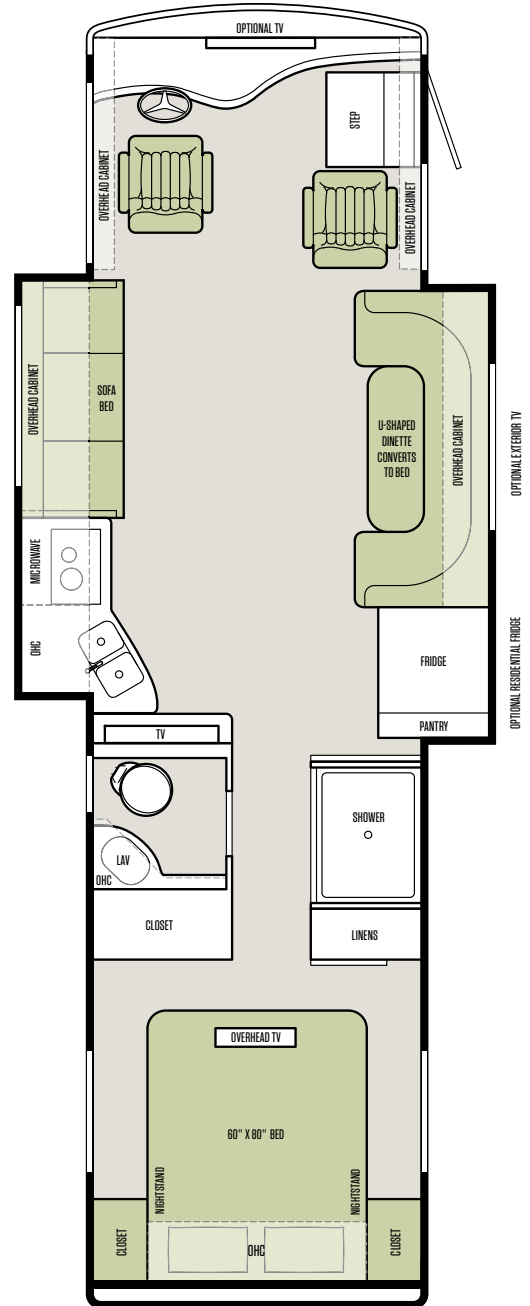 OPTIONAL TV
STEP
OVERHEAD CABINET
OVERHEAD CABINET
OVERHEAD CABINET
SOFA
BED
U-SHAPED
DINETTE
CONVERTS
TO BED
OVERHEAD CABINET
OPTIONAL EXTERIOR TV
MICROWAVE
OHC
FRIDGE
OPTIONAL RESIDENTIAL FRIDGE
PANTRY
TV
SHOWER
LAV
OHC
CLOSET
LINENS
OVERHEAD TV
60" X 80" BED
NIGHTSTAND
NIGHTSTAND
CLOSET
OHC
CLOSET